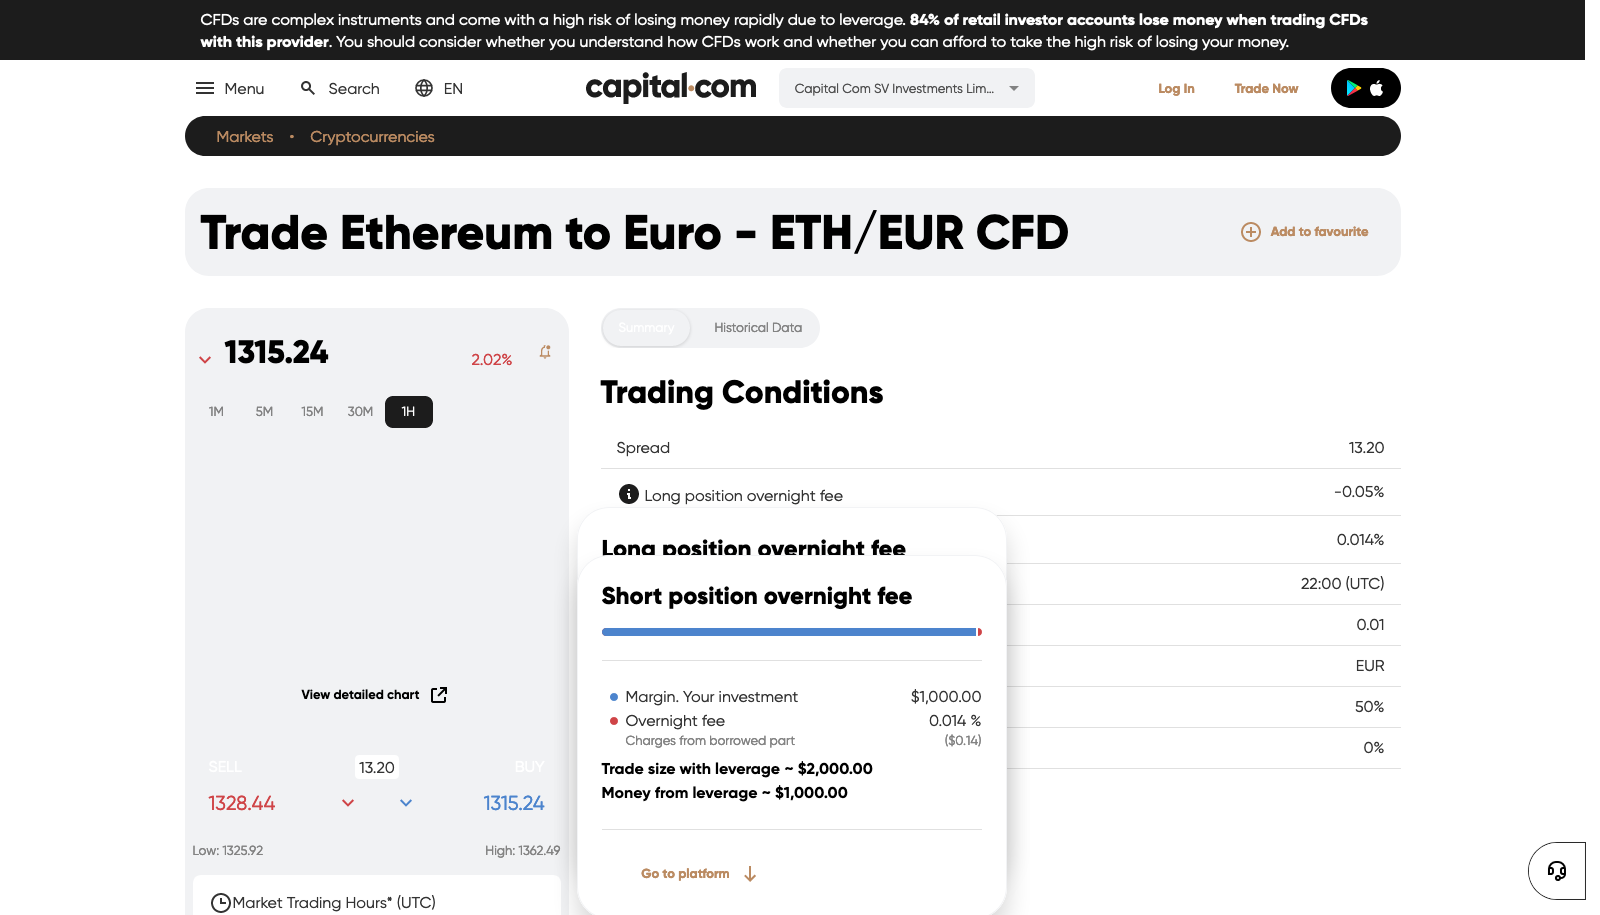 CFDs are complex instruments and come with a high risk of losing money rapidly due to leverage. 84% of retail investor accounts lose money when trading CFDs
with this provider. You should consider whether you understand how CFDs work and whether you can afford to take the high risk of losing your money.
Menu Search EN capital.com Capital Com SV Investments Lim... Log In Trade Now
Markets • Cryptocurrencies
Trade Ethereum to Euro - ETH/EUR CFD
Add to favourite
1315.24 2.02%
1M 5M 15M 30M 1H
View detailed chart
SELL 13.20 BUY
1328.44 1315.24
Low: 1325.92 High: 1362.49
Market Trading Hours* (UTC)
Summary Historical Data
Trading Conditions
Spread 13.20
Long position overnight fee -0.05%
0.014%
22:00 (UTC)
0.01
EUR
50%
0%
Long position overnight fee
Short position overnight fee
Margin. Your investment $1,000.00
Overnight fee 0.014 %
Charges from borrowed part ($0.14)
Trade size with leverage ~ $2,000.00
Money from leverage ~ $1,000.00
Go to platform